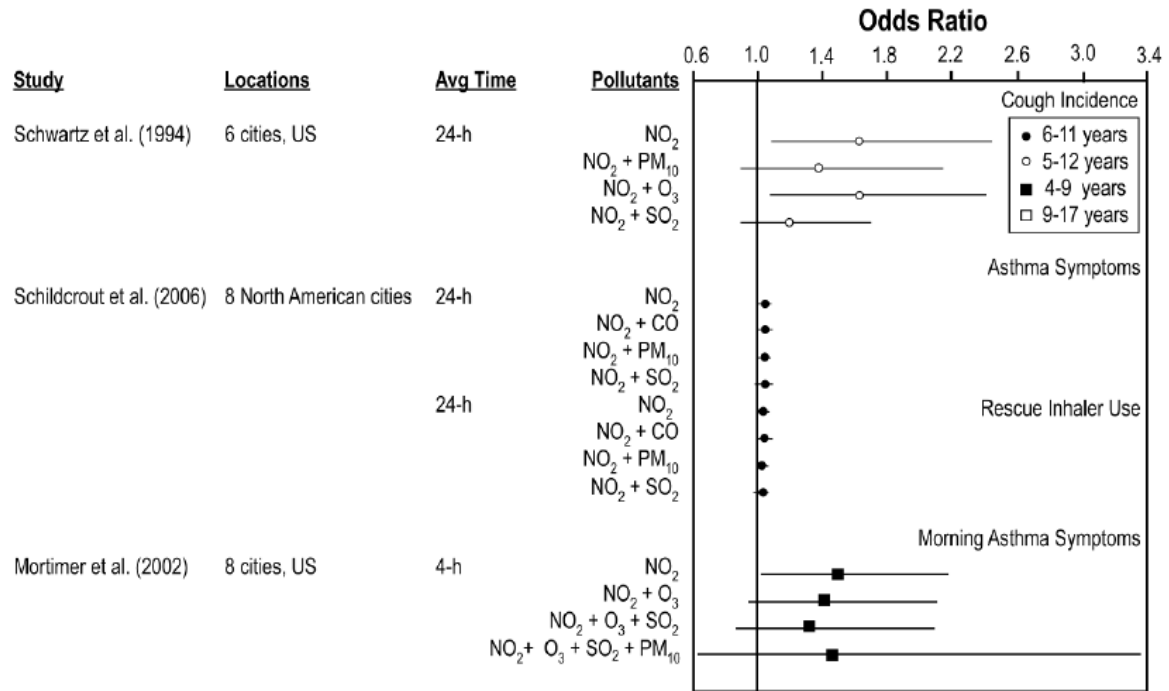 Odds Ratio
0.6 1.0 1.4 1.8 2.2 2.6 3.0 3.4
Study Locations Avg Time Pollutants
Cough Incidence
6-11 years
5-12 years
4-9 years
9-17 years
Schwartz et al. (1994) 6 cities, US 24-h NO₂
NO₂ + PM₁₀
NO₂ + O₃
NO₂ + SO₂
Asthma Symptoms
Schildcrout et al. (2006) 8 North American cities 24-h NO₂
NO₂ + CO
NO₂ + PM₁₀
NO₂ + SO₂
24-h NO₂ Rescue Inhaler Use
NO₂ + CO
NO₂ + PM₁₀
NO₂ + SO₂
Morning Asthma Symptoms
Mortimer et al. (2002) 8 cities, US 4-h NO₂
NO₂ + O₃
NO₂ + O₃ + SO₂
NO₂+ O₃ + SO₂ + PM₁₀